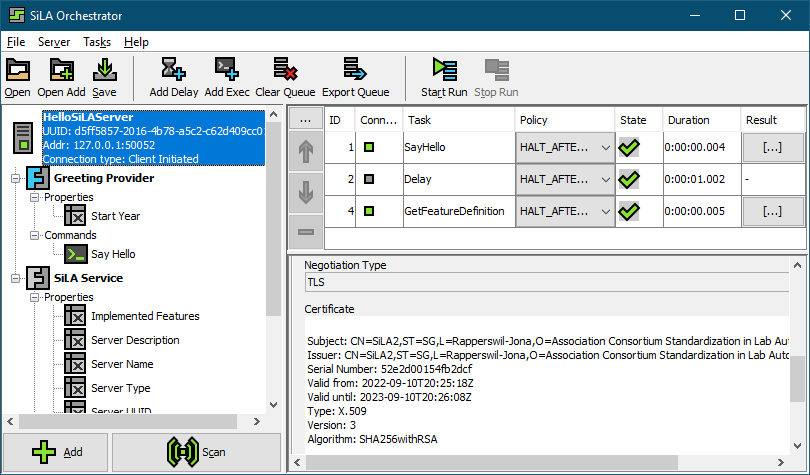 SiLA Orchestrator
File Server Tasks Help
Open Open Add Save Add Delay Add Exec Clear Queue Export Queue Start Run Stop Run
HelloSiLAServer
UUID: d5ff5857-2016-4b78-a5c2-c62d409cc0
Addr: 127.0.0.1:50052
Connection type: Client Initiated
Greeting Provider
Properties
Start Year
Commands
Say Hello
SiLA Service
Properties
Implemented Features
Server Description
Server Name
Server Type
Server UUID
Add Scan
... ID Conn... Task Policy State Duration Result
1 SayHello HALT_AFTE... 0:00:00.004 [...]
2 Delay HALT_AFTE... 0:00:01.002 -
4 GetFeatureDefinition HALT_AFTE... 0:00:00.005 [...]
Negotiation Type
TLS
Certificate
Subject: CN=SiLA2,ST=SG,L=Rapperswil-Jona,O=Association Consortium Standardization in Lab Auto
Issuer: CN=SiLA2,ST=SG,L=Rapperswil-Jona,O=Association Consortium Standardization in Lab Autor
Serial Number: 52e2d00154fb2dcf
Valid from: 2022-09-10T20:25:18Z
Valid until: 2023-09-10T20:26:08Z
Type: X.509
Version: 3
Algorithm: SHA256withRSA